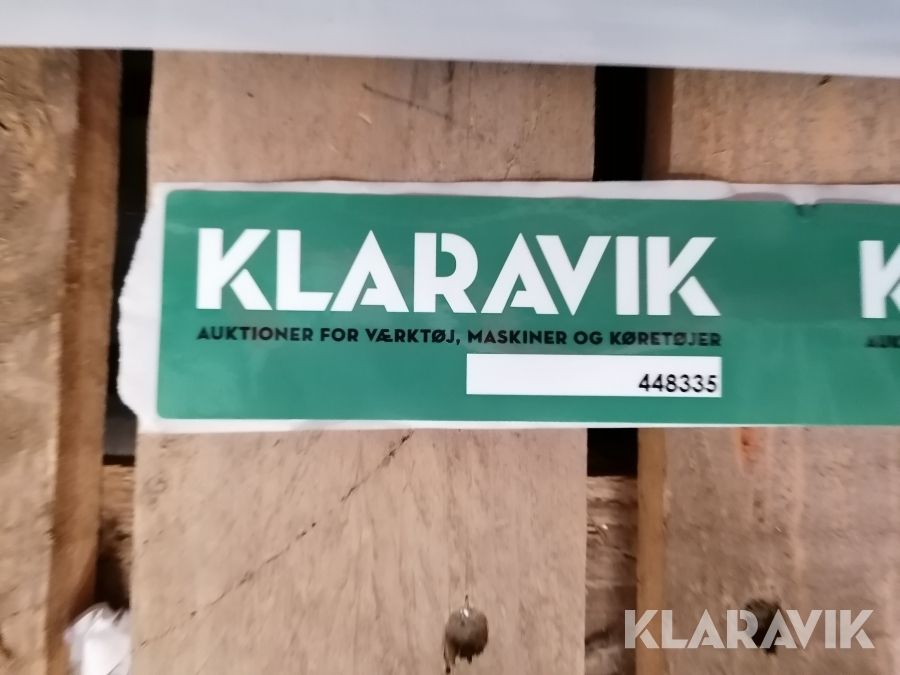 KLARAVIK
AUKTIONER FOR VÆRKTØJ, MASKINER OG KØRETØJER
448335
KLARAVIK